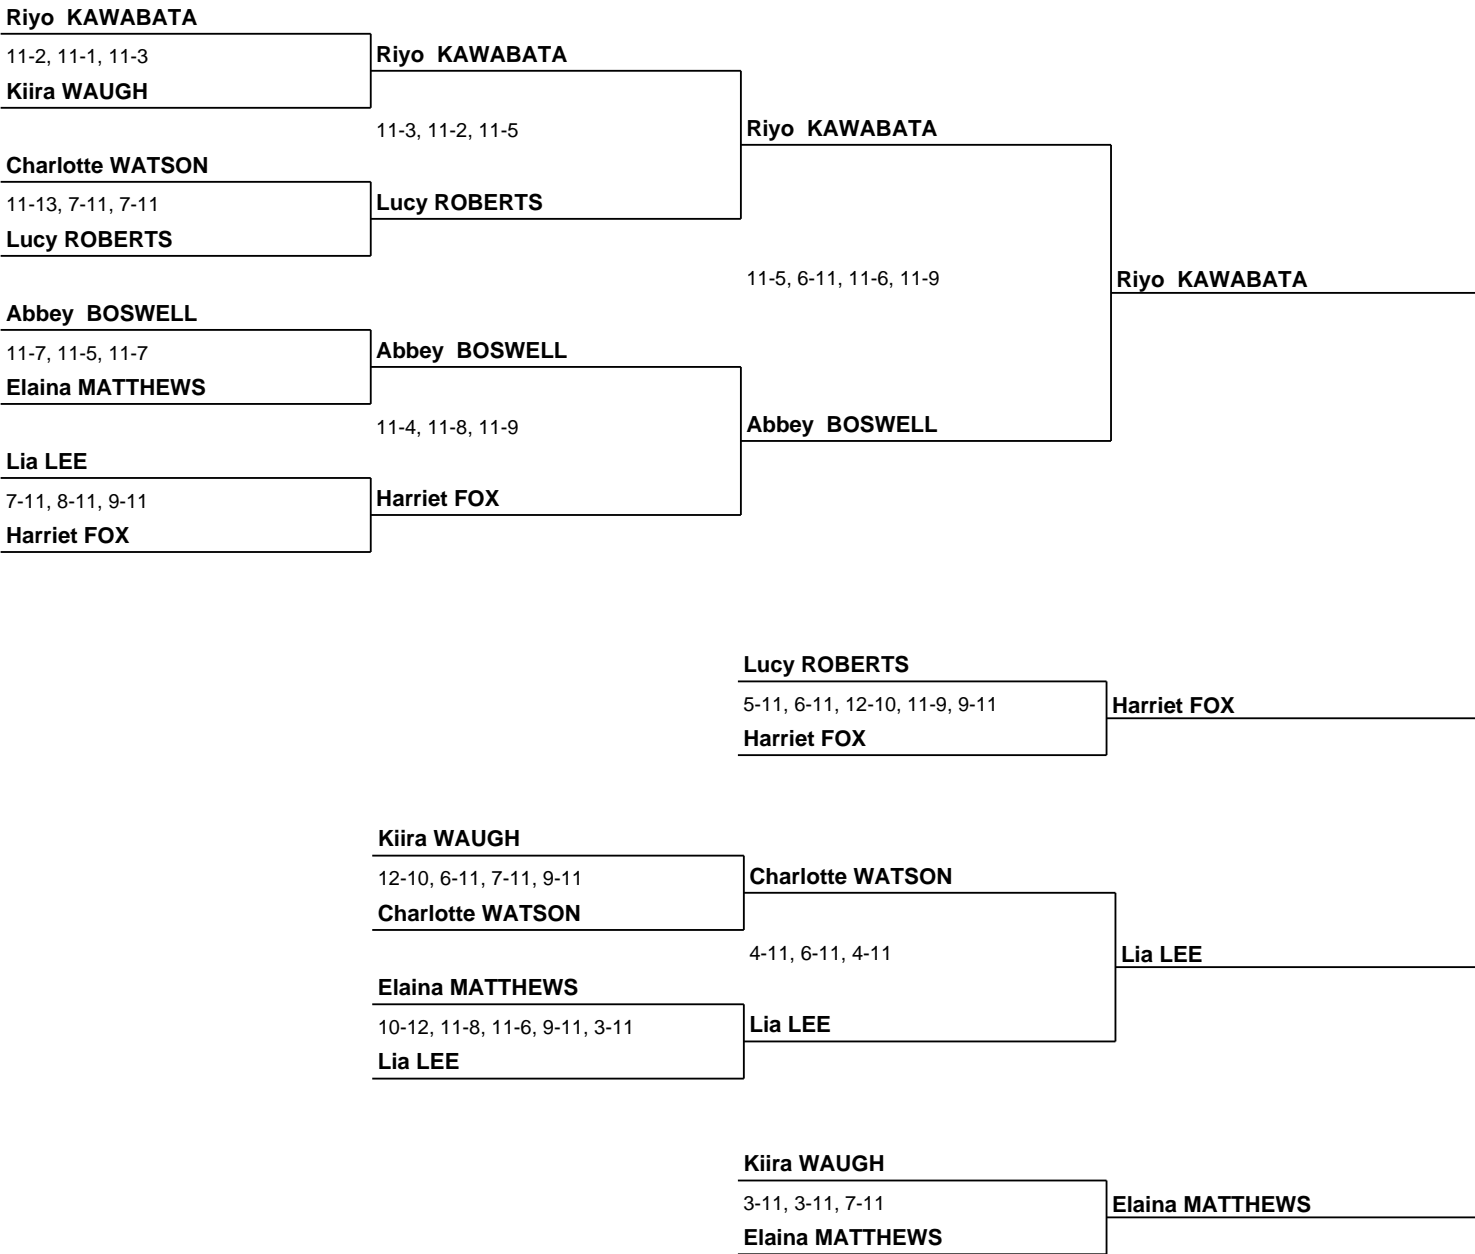 Riyo  KAWABATA
11-2, 11-1, 11-3
Riyo  KAWABATA
Kiira WAUGH
11-3, 11-2, 11-5
Riyo  KAWABATA
Charlotte WATSON
11-13, 7-11, 7-11
Lucy ROBERTS
Lucy ROBERTS
11-5, 6-11, 11-6, 11-9
Riyo  KAWABATA
Abbey  BOSWELL
11-7, 11-5, 11-7
Abbey  BOSWELL
Elaina MATTHEWS
11-4, 11-8, 11-9
Abbey  BOSWELL
Lia LEE
7-11, 8-11, 9-11
Harriet FOX
Harriet FOX
Lucy ROBERTS
5-11, 6-11, 12-10, 11-9, 9-11
Harriet FOX
Harriet FOX
Kiira WAUGH
12-10, 6-11, 7-11, 9-11
Charlotte WATSON
Charlotte WATSON
4-11, 6-11, 4-11
Lia LEE
Elaina MATTHEWS
10-12, 11-8, 11-6, 9-11, 3-11
Lia LEE
Lia LEE
Kiira WAUGH
3-11, 3-11, 7-11
Elaina MATTHEWS
Elaina MATTHEWS